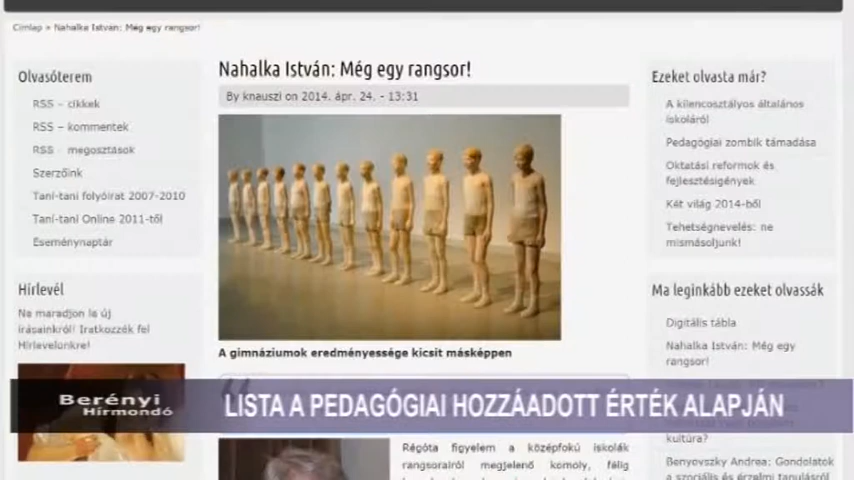 Címlap » Nahalka István: Még egy rangsor!
Olvasóterem
RSS – cikkek
RSS – kommentek
RSS – megosztások
Szerzőink
Taní-tani folyóirat 2007-2010
Taní-tani Online 2011-től
Eseménynaptár
Hírlevél
Ne maradjon le új
írásainkról! Iratkozzék fel
Hírlevelünkre!
Nahalka István: Még egy rangsor!
By knauszi on 2014. ápr. 24. - 13:31
A gimnáziumok eredményessége kicsit másképpen
Régóta figyelem a középfokú iskolák
rangsorairól megjelenő komoly, félig
Ezeket olvasta már?
A kilencosztályos általános
iskoláról
Pedagógiai zombik támadása
Oktatási reformok és
fejlesztésigények
Két világ 2014-ből
Tehetségnevelés: ne
mismásoljunk!
Ma leginkább ezeket olvassák
Digitális tábla
Nahalka István: Még egy
rangsor!
kultúra?
Benyovszky Andrea: Gondolatok
a szociális és érzelmi tanulásról
Berényi
Hírmondó
LISTA A PEDAGÓGIAI HOZZÁADOTT ÉRTÉK ALAPJÁN